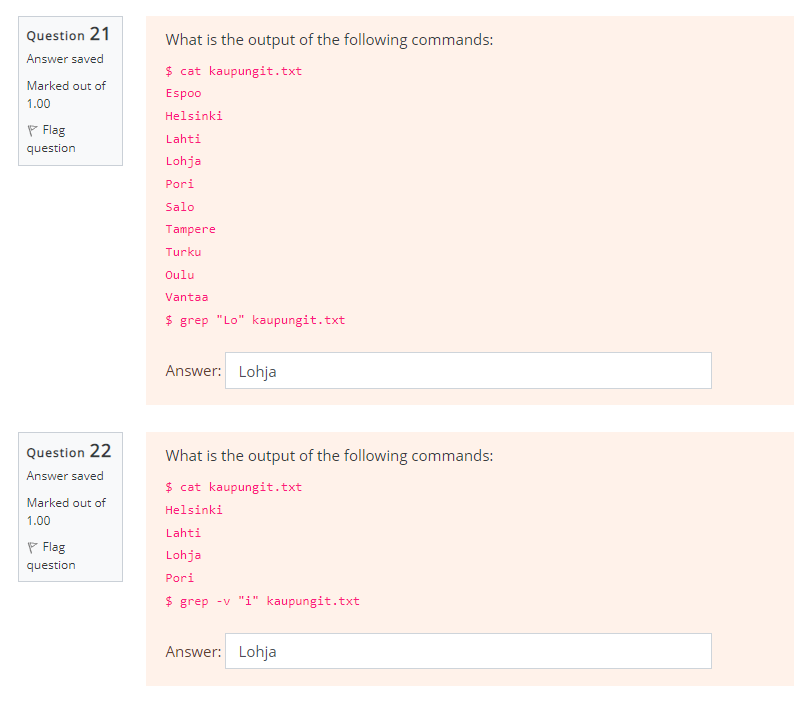 Question 21
Answer saved
Marked out of
1.00
Flag
question
What is the output of the following commands:
$ cat kaupungit.txt
Espoo
Helsinki
Lahti
Lohja
Pori
Salo
Tampere
Turku
Oulu
Vantaa
$ grep "Lo" kaupungit.txt
Answer: Lohja
Question 22
Answer saved
Marked out of
1.00
Flag
question
What is the output of the following commands:
$ cat kaupungit.txt
Helsinki
Lahti
Lohja
Pori
$ grep -v "i" kaupungit.txt
Answer: Lohja